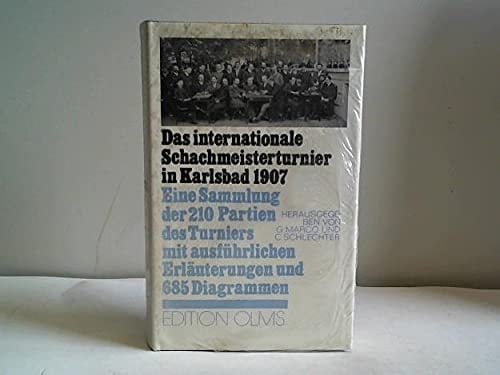 Das internationale
Schachmeisterturnier
in Karlsbad 1907
Eine Sammlung
der 210 Partien
des Turniers
mit ausführlichen
Erläuterungen und
685 Diagrammen
HERAUSGEGE
BEN VON
G. MARCO UND
C. SCHLECHTER
EDITION OLMS